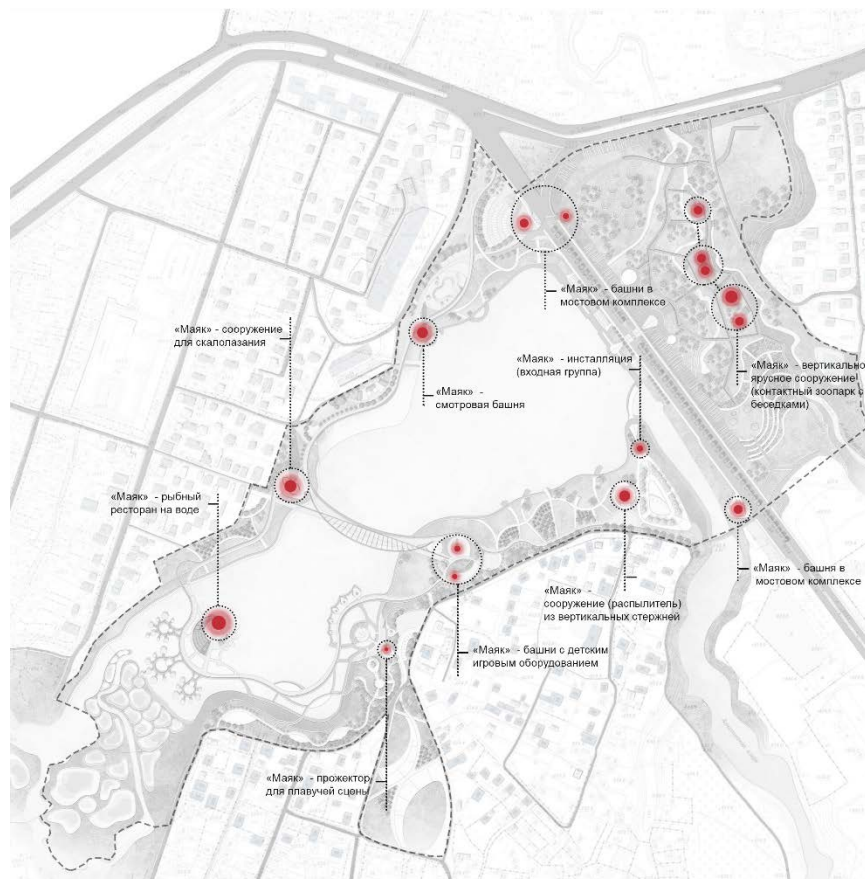 «Маяк» - башни в
мостовом комплексе
«Маяк» - сооружение
для скалолазания
«Маяк» - инсталляция
(входная группа)
«Маяк» - вертикально
ярусное сооружение
(контактный зоопарк с
беседками)
«Маяк» -
смотровая башня
«Маяк» - рыбный
ресторан на воде
«Маяк» - башня в
мостовом комплексе
«Маяк» -
сооружение (распылитель)
из вертикальных стержней
«Маяк» - башни с детским
игровым оборудованием
«Маяк» - прожектор
для плавучей сцены